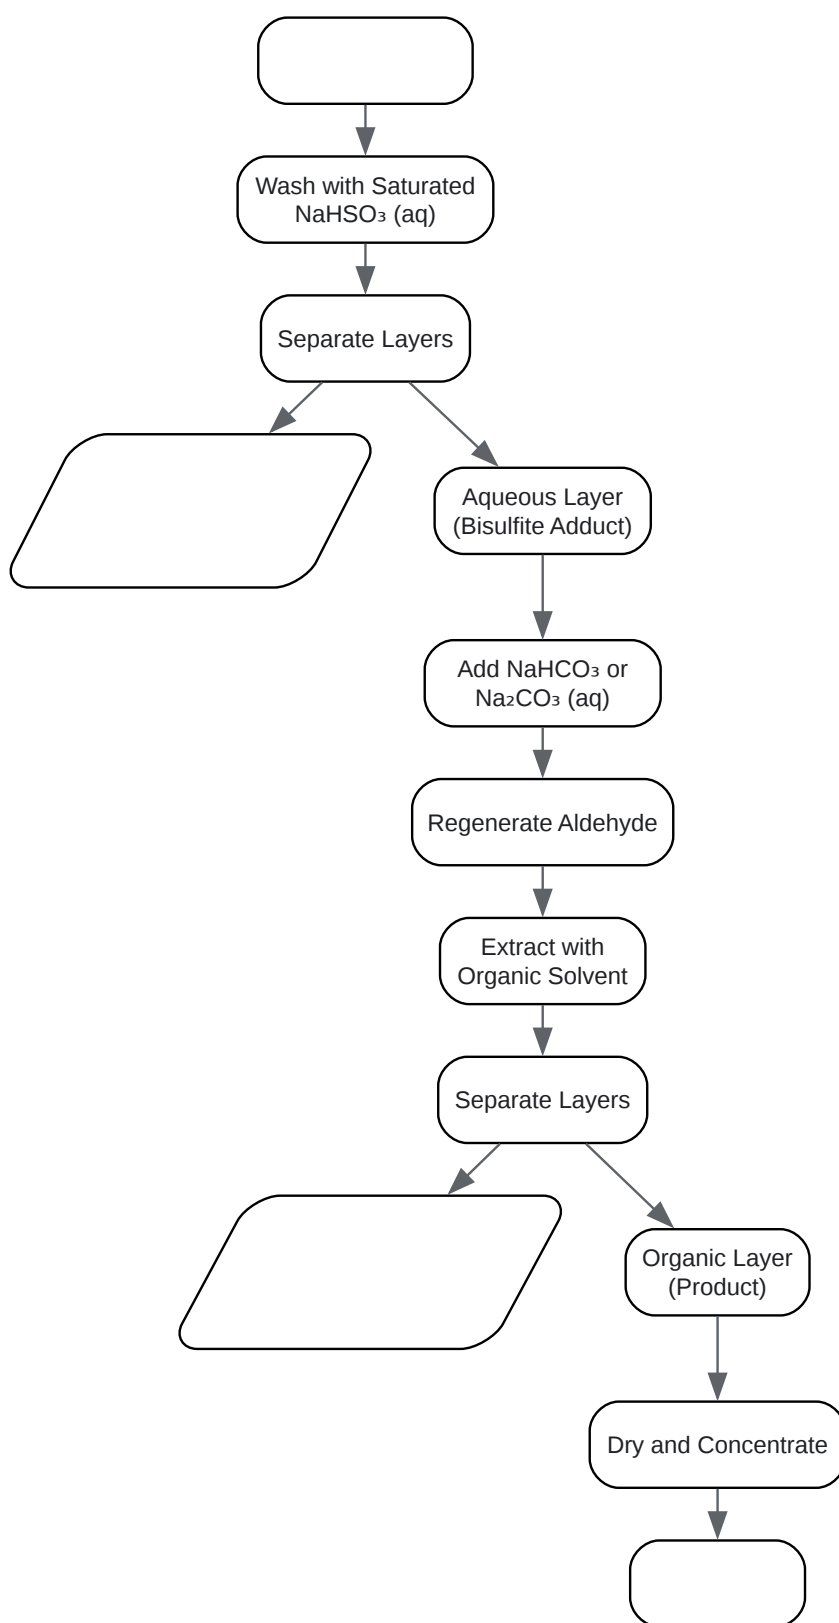 Wash with Saturated
NaHSO₃ (aq)
Separate Layers
Aqueous Layer
(Bisulfite Adduct)
Add NaHCO₃ or
Na₂CO₃ (aq)
Regenerate Aldehyde
Extract with
Organic Solvent
Separate Layers
Organic Layer
(Product)
Dry and Concentrate